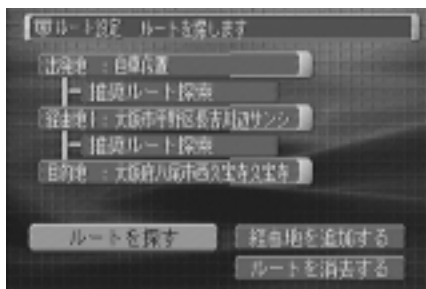 ルート設定 ルートを探します
出発地 : 自車位置
推奨ルート探索
経由地1 : 大阪市平野区長吉川辺サンシ
推奨ルート探索
目的地 : 大阪府八尾市西久宝寺久宝寺
ルートを探す
経由地を追加する
ルートを消去する